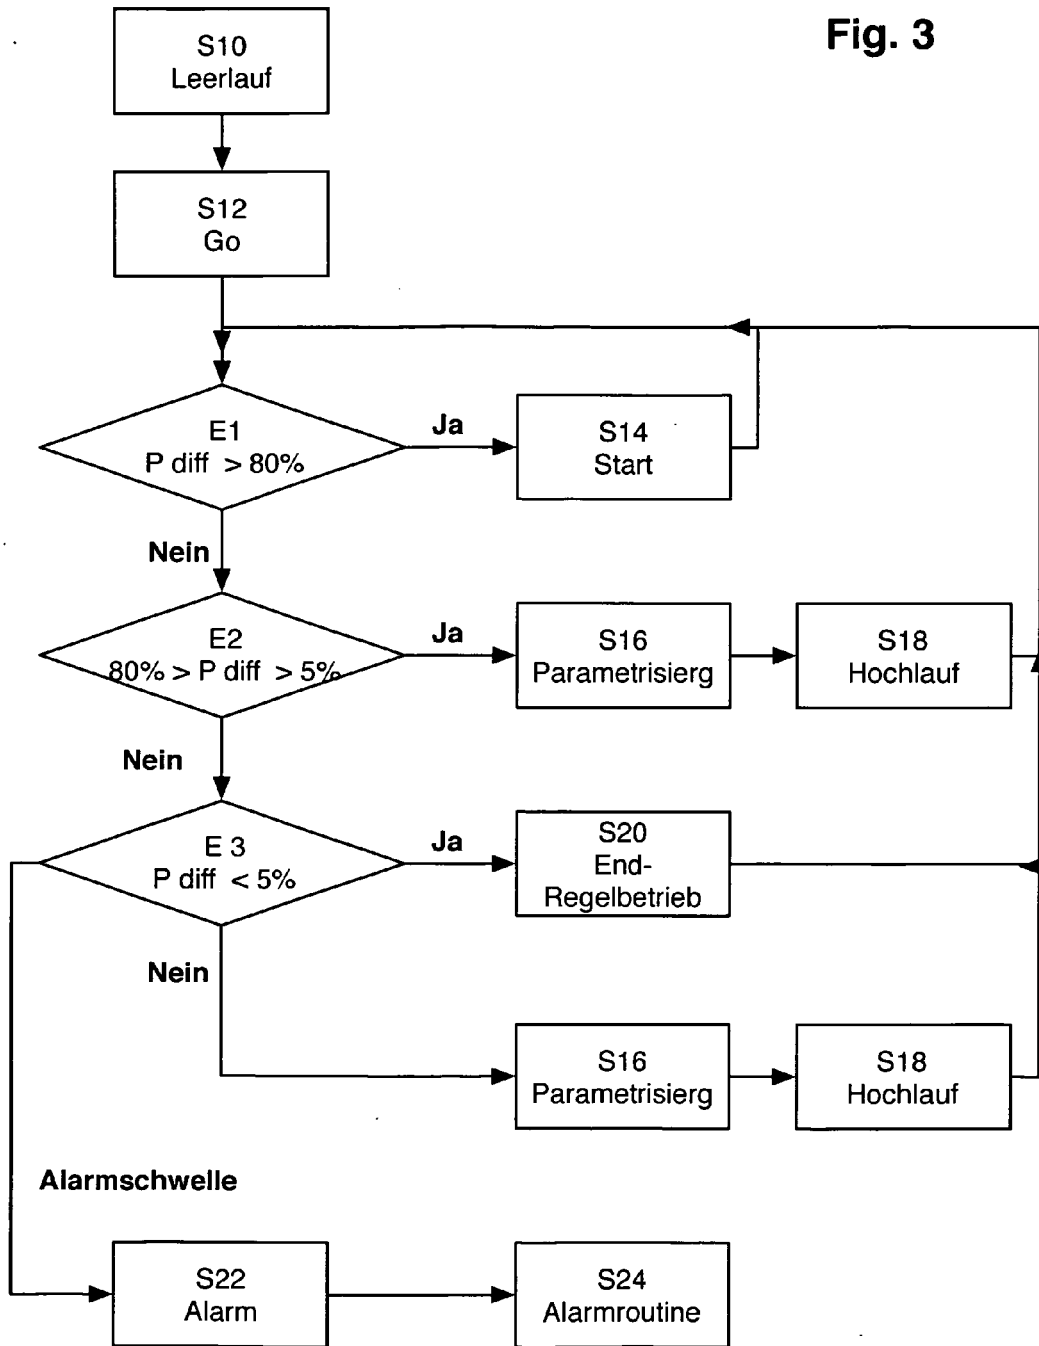 Fig. 3
S10
Leerlauf
S12
Go
E1
P diff > 80%
Ja
S14
Start
Nein
E2
80% > P diff > 5%
Ja
S16
Parametrisierg
S18
Hochlauf
Nein
E 3
P diff < 5%
Ja
S20
End-
Regelbetrieb
Nein
S16
Parametrisierg
S18
Hochlauf
Alarmschwelle
S22
Alarm
S24
Alarmroutine